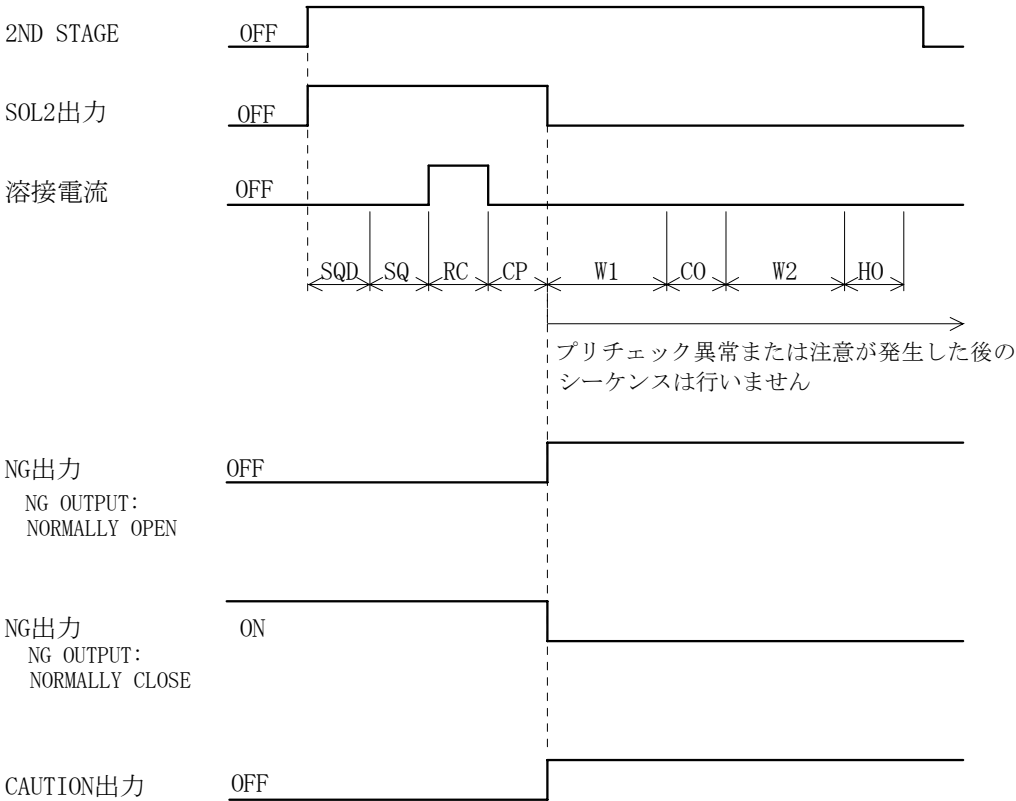 2ND STAGE OFF
SOL2出力 OFF
溶接電流 OFF
SQD SQ RC CP W1 CO W2 HO
プリチェック異常または注意が発生した後の
シーケンスは行いません
NG出力 OFF
NG OUTPUT:
NORMALLY OPEN
NG出力 ON
NG OUTPUT:
NORMALLY CLOSE
CAUTION出力 OFF